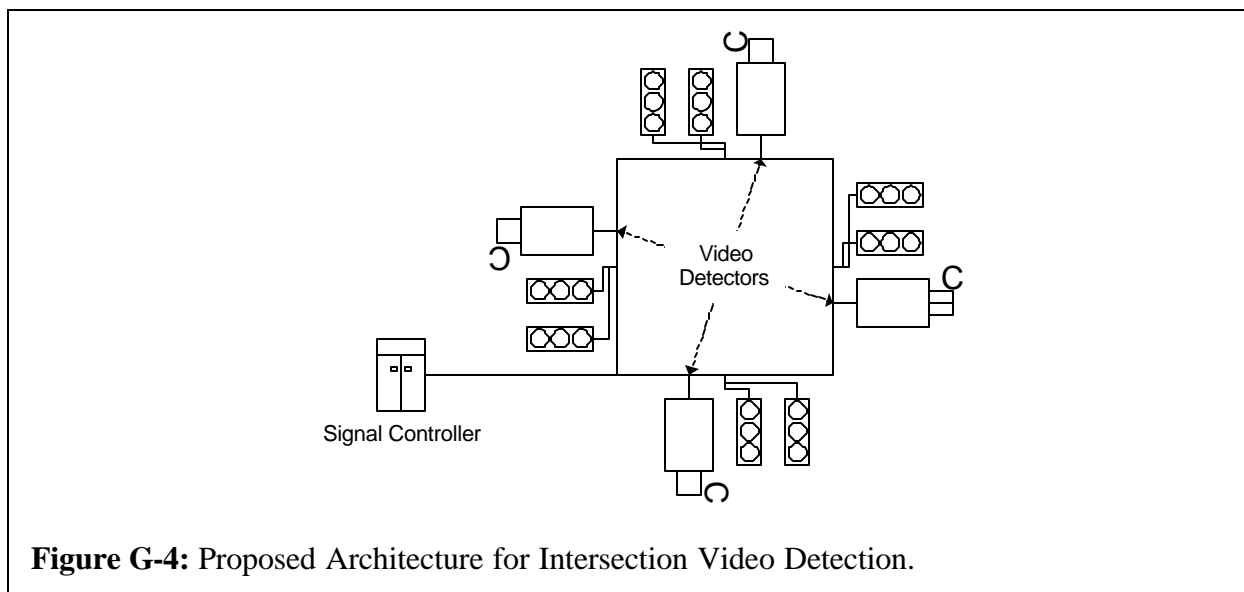 C
C
Video
Detectors
C
Signal Controller
C
Figure G-4: Proposed Architecture for Intersection Video Detection.